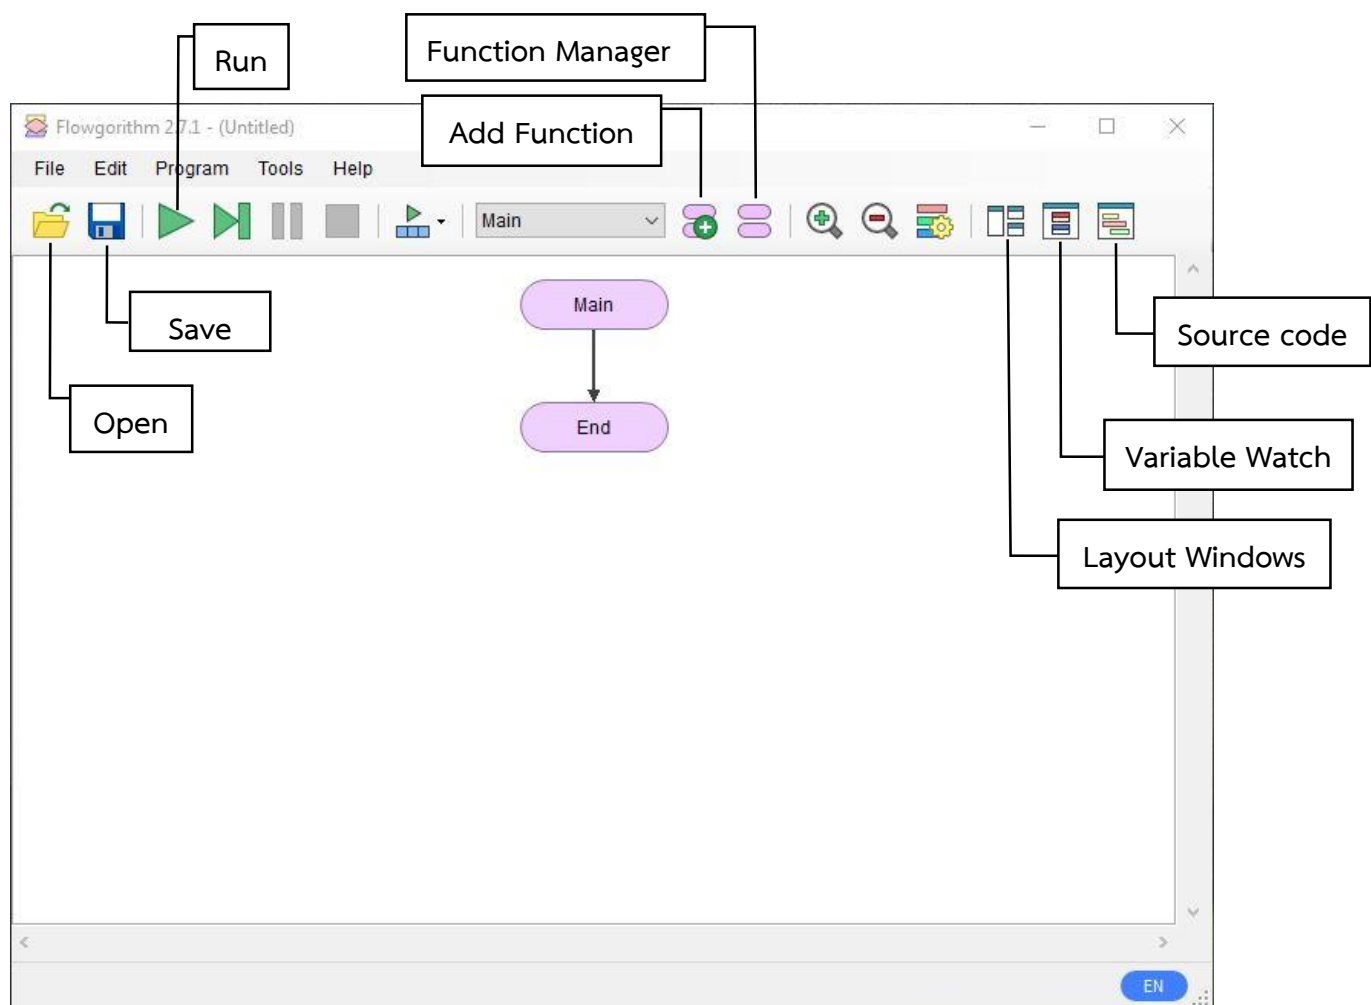 Run
Function Manager
Flowgorithm 2.7.1 - (Untitled)
Add Function
File Edit Program Tools Help
Main
Main
Save
Source code
Open
End
Variable Watch
Layout Windows
EN